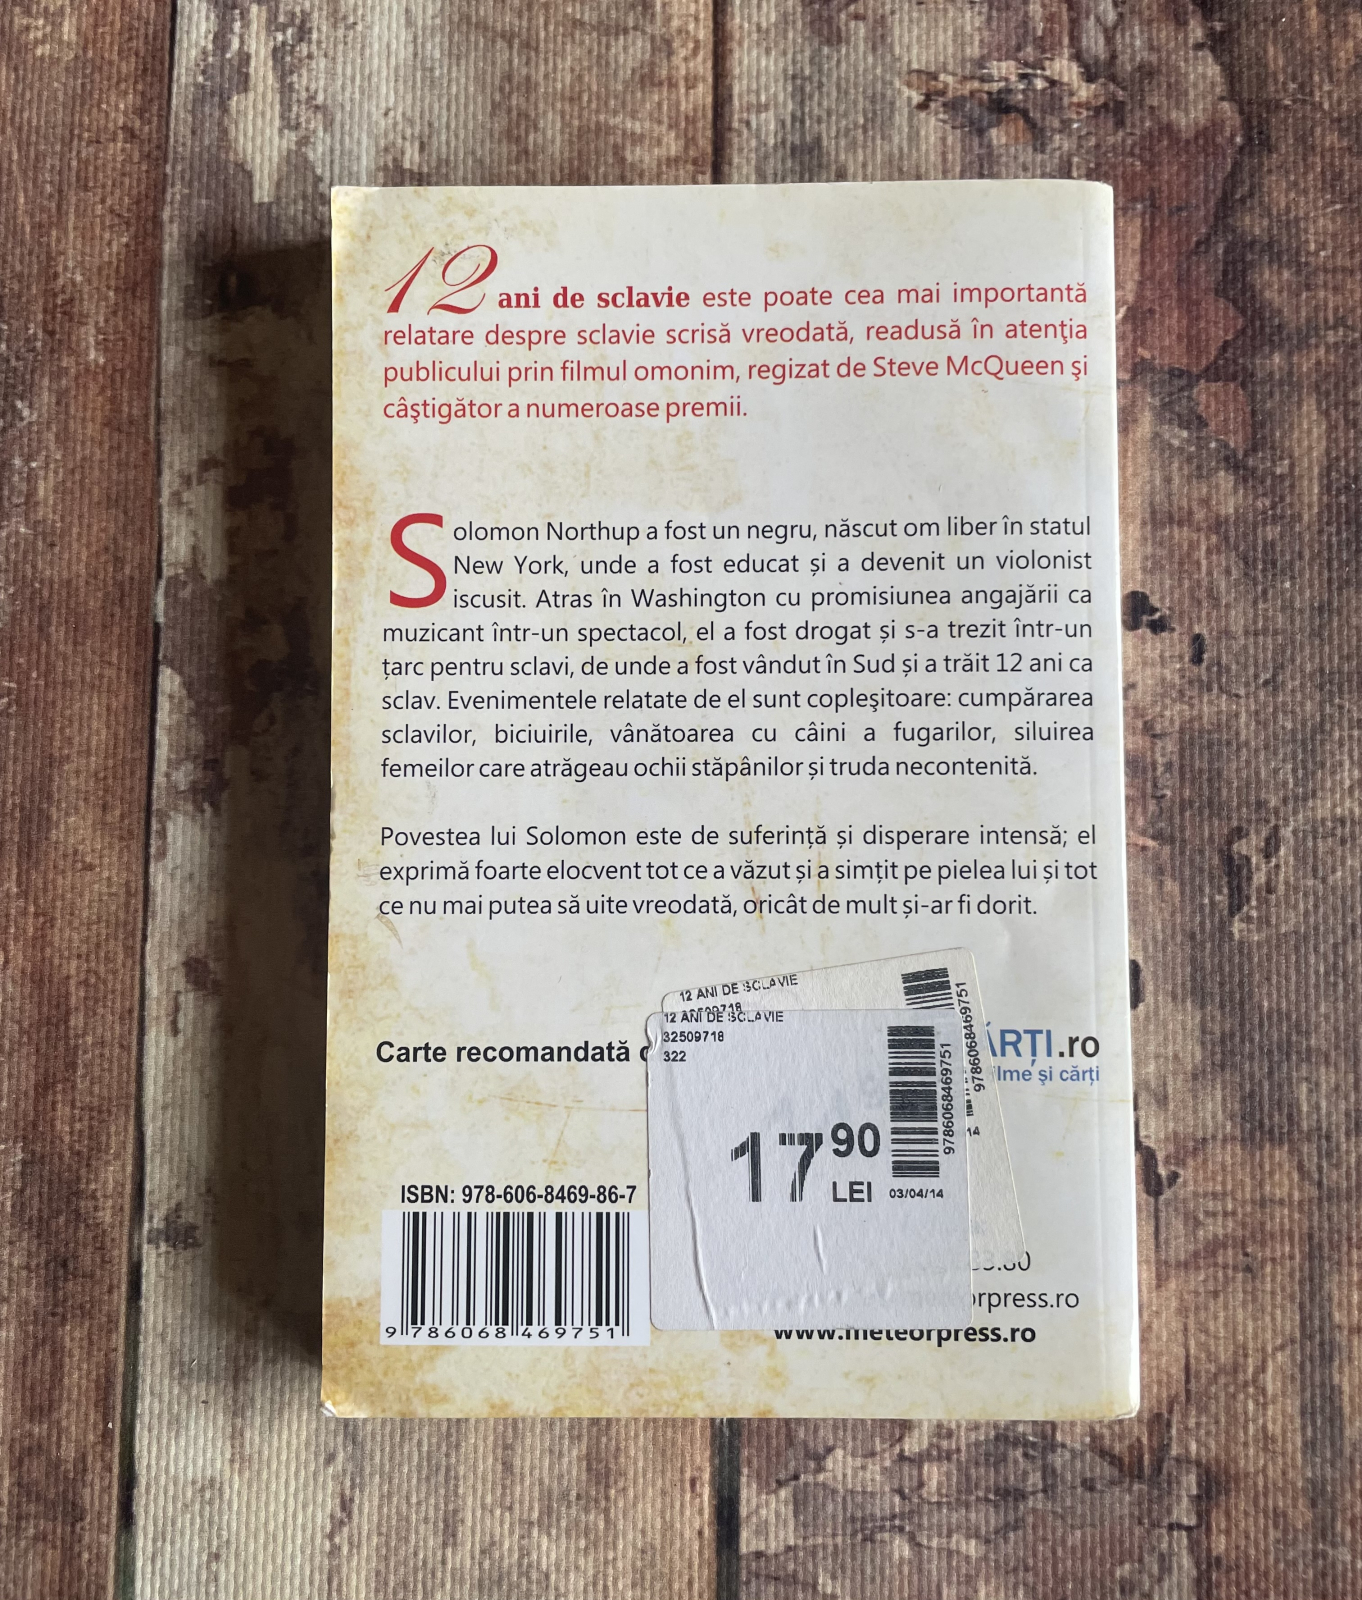 12 ani de sclavie este poate cea mai importantă
relatare despre sclavie scrisă vreodată, readusă în atenţia
publicului prin filmul omonim, regizat de Steve McQueen şi
câştigător a numeroase premii.
Solomon Northup a fost un negru, născut om liber în statul
New York, unde a fost educat și a devenit un violonist
iscusit. Atras în Washington cu promisiunea angajării ca
muzicant într-un spectacol, el a fost drogat și s-a trezit într-un
țarc pentru sclavi, de unde a fost vândut în Sud și a trăit 12 ani ca
sclav. Evenimentele relatate de el sunt copleşitoare: cumpărarea
sclavilor, biciuirile, vânătoarea cu câini a fugarilor, siluirea
femeilor care atrăgeau ochii stăpânilor și truda necontenită.
Povestea lui Solomon este de suferință și disperare intensă; el
exprimă foarte elocvent tot ce a văzut și a simțit pe pielea lui și tot
ce nu mai putea să uite vreodată, oricât de mult și-ar fi dorit.
12 ANI DE SCLAVIE
9786068469751
14
12 ANI DE SCLAVIE
32509718
322
9786068469751
17 90
LEI
03/04/14
Carte recomandată
ĂRȚI.ro
lme şi cărți
ISBN: 978-606-8469-86-7
9 786068 469751
orpress.ro
www.meteorpress.ro